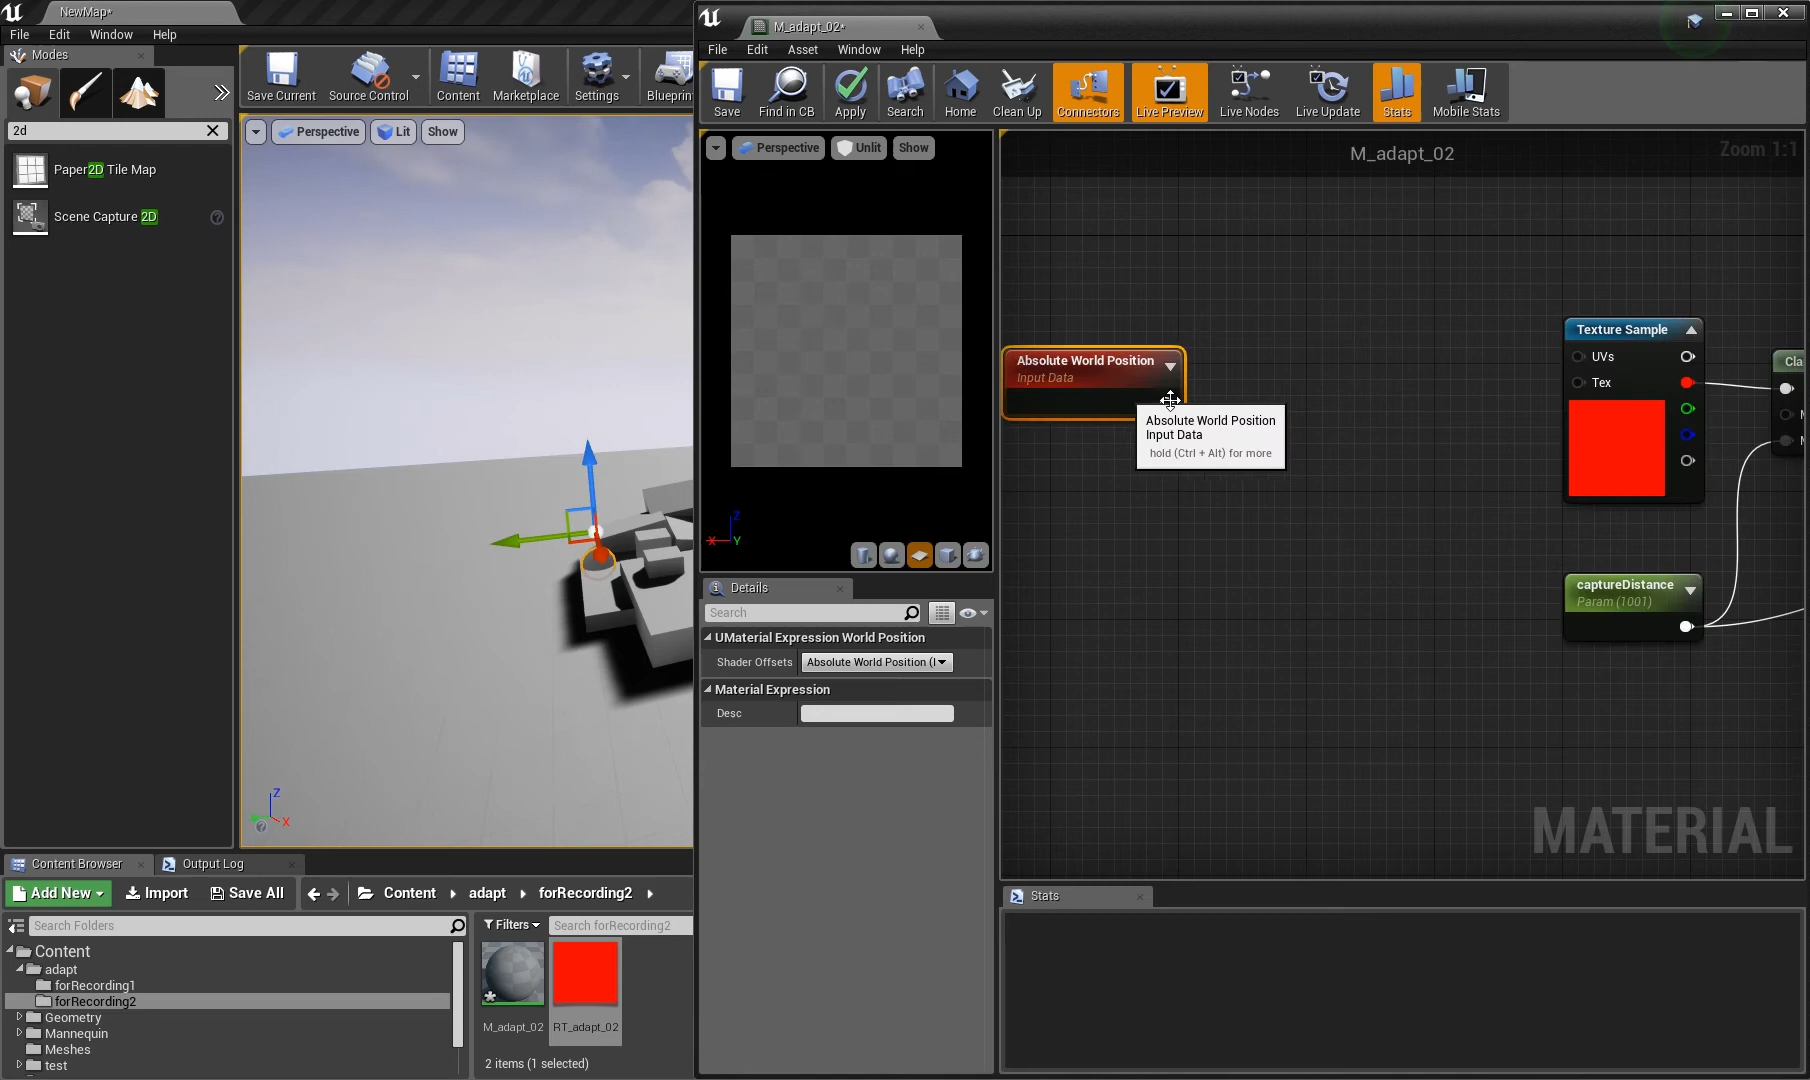 NewMap*
File Edit Window Help
Modes
2d
Paper2D Tile Map
Scene Capture 2D
Save Current
Source Control
Content
Marketplace
Settings
Blueprin
Perspective
Lit
Show
M_adapt_02*
File Edit Asset Window Help
Save
Find in CB
Apply
Search
Home
Clean Up
Connectors
Live Preview
Live Nodes
Live Update
Stats
Mobile Stats
Perspective
Unlit
Show
M_adapt_02
Zoom 1:1
Absolute World Position
Input Data
Absolute World Position
Input Data
hold (Ctrl + Alt) for more
Texture Sample
UVs
Tex
Cla
M
M
captureDistance
Param (1001)
MATERIAL
Z
X
Y
Z
X
Details
Search
UMaterial Expression World Position
Shader Offsets
Absolute World Position (I
Material Expression
Desc
Stats
Content Browser
Output Log
Add New
Import
Save All
Content
adapt
forRecording2
Search Folders
Filters
Search forRecording2
Content
adapt
forRecording1
forRecording2
Geometry
Mannequin
Meshes
test
M_adapt_02
RT_adapt_02
2 items (1 selected)